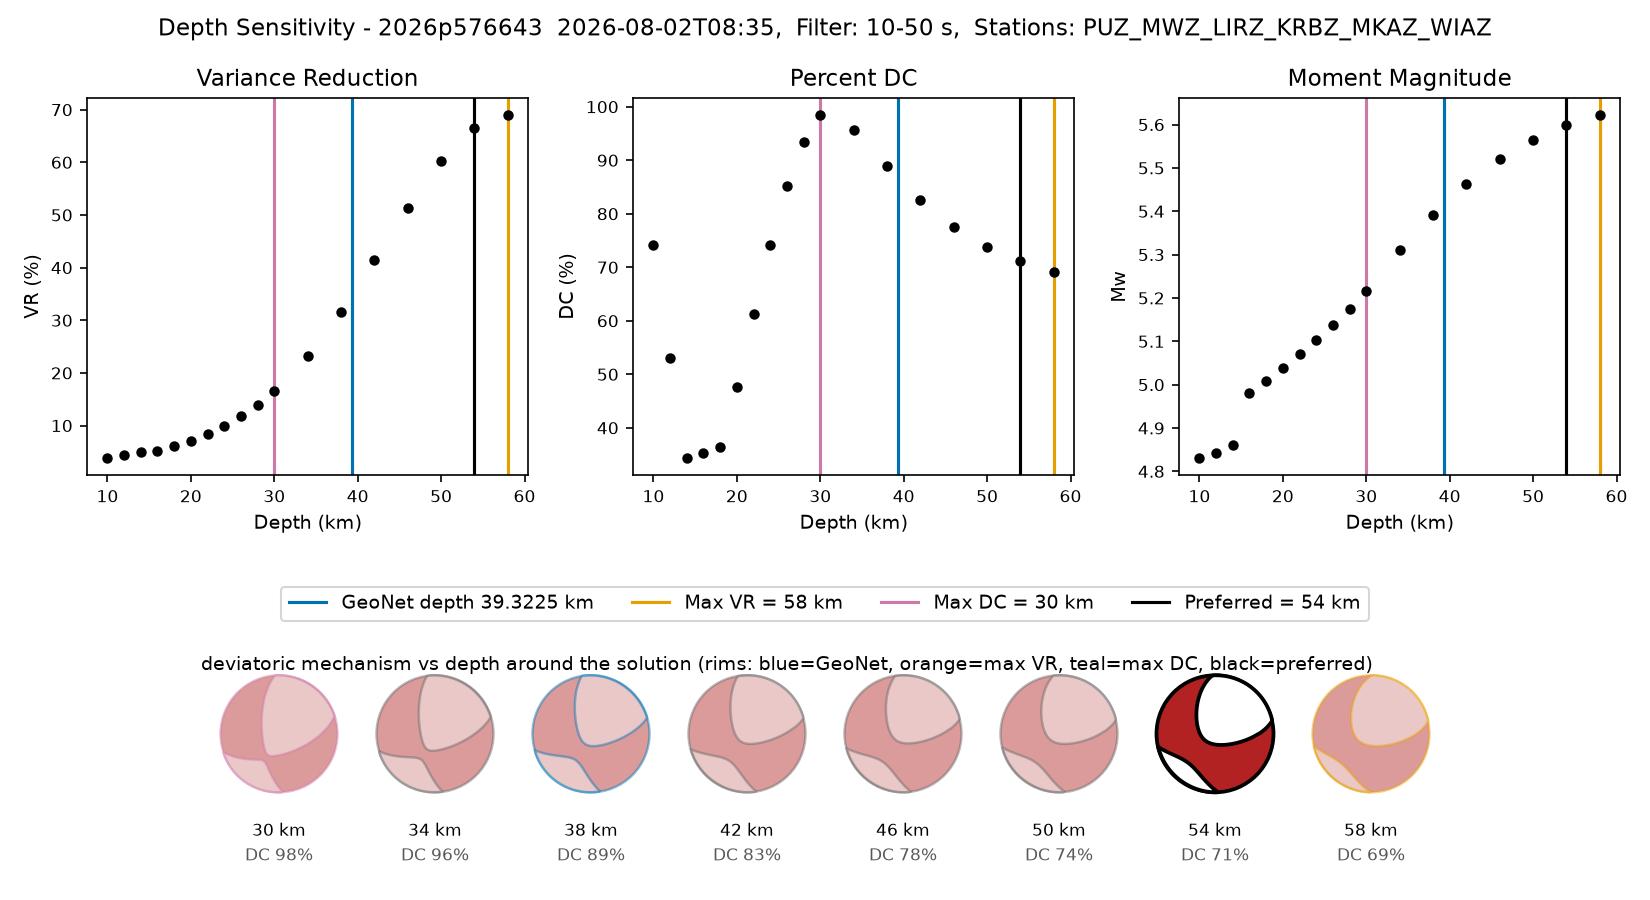 Depth Sensitivity - 2026p576643  2026-08-02T08:35,  Filter: 10-50 s,  Stations: PUZ_MWZ_LIRZ_KRBZ_MKAZ_WIAZ
Variance Reduction
Percent DC
Moment Magnitude
VR (%)
70
60
50
40
30
20
10
10 20 30 40 50 60
Depth (km)
DC (%)
100
90
80
70
60
50
40
10 20 30 40 50 60
Depth (km)
Mw
5.6
5.5
5.4
5.3
5.2
5.1
5.0
4.9
4.8
10 20 30 40 50 60
Depth (km)
GeoNet depth 39.3225 km
Max VR = 58 km
Max DC = 30 km
Preferred = 54 km
deviatoric mechanism vs depth around the solution (rims: blue=GeoNet, orange=max VR, teal=max DC, black=preferred)
30 km 34 km 38 km 42 km 46 km 50 km 54 km 58 km
DC 98% DC 96% DC 89% DC 83% DC 78% DC 74% DC 71% DC 69%